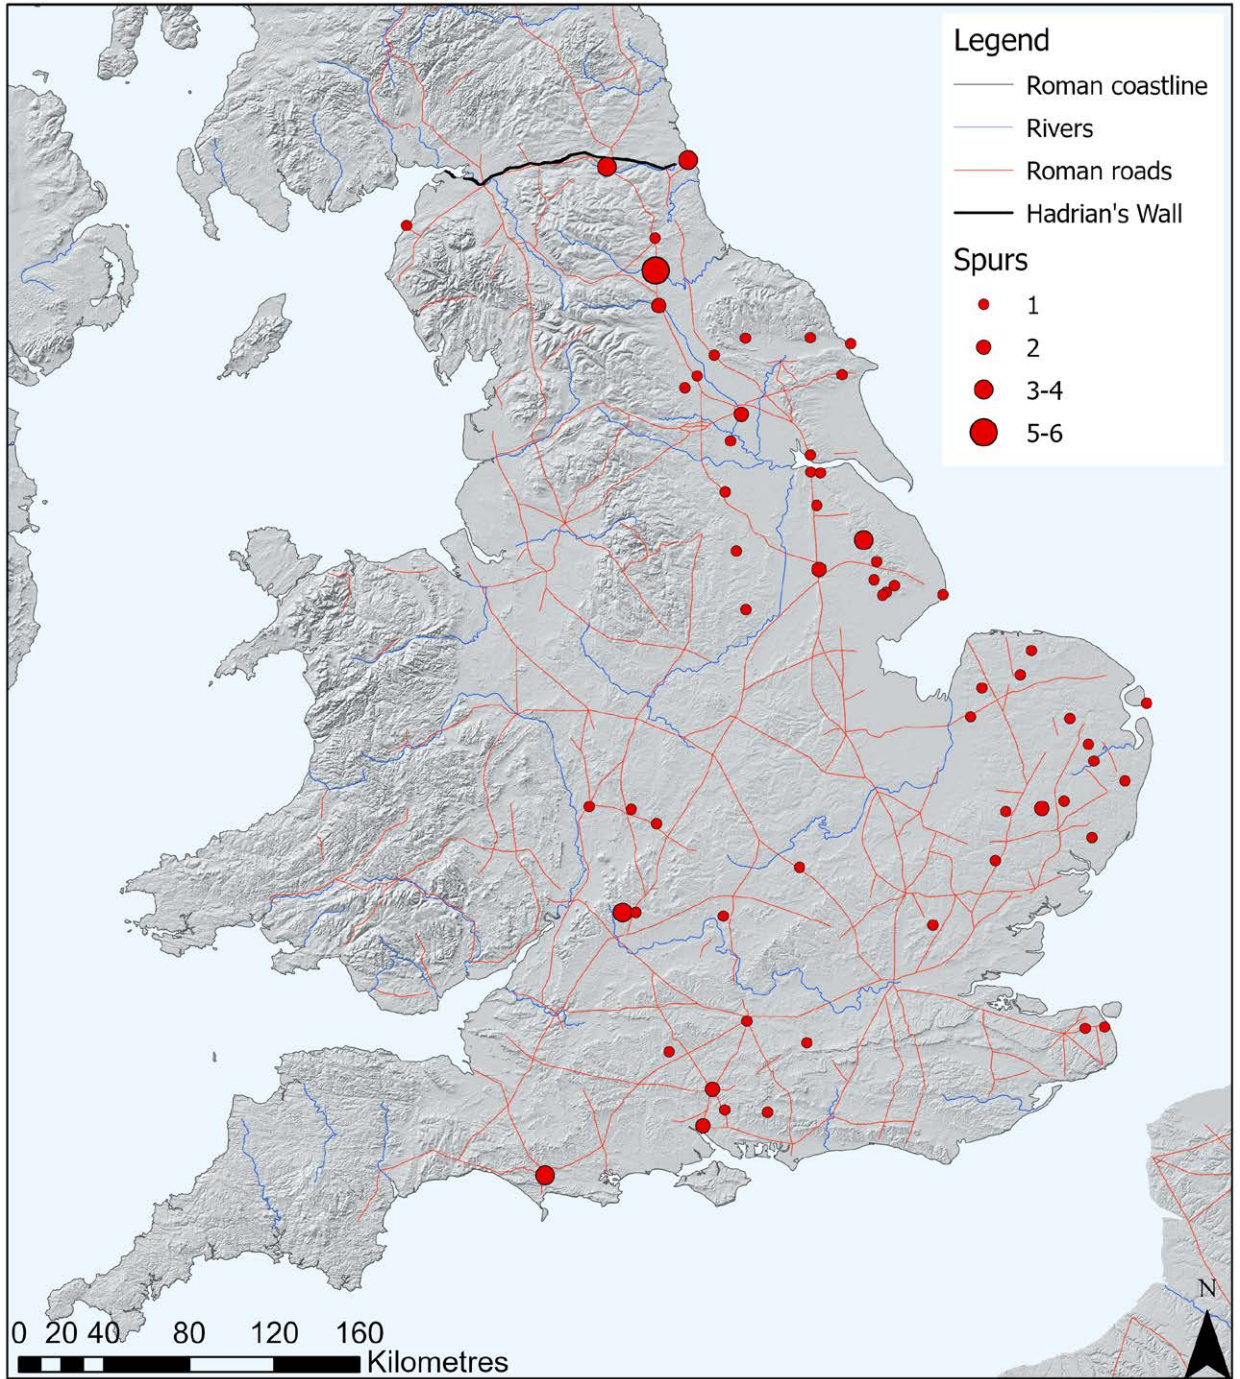 Legend
Roman coastline
Rivers
Roman roads
Hadrian's Wall
Spurs
1
2
3-4
5-6
N
0 20 40 80 120 160
Kilometres